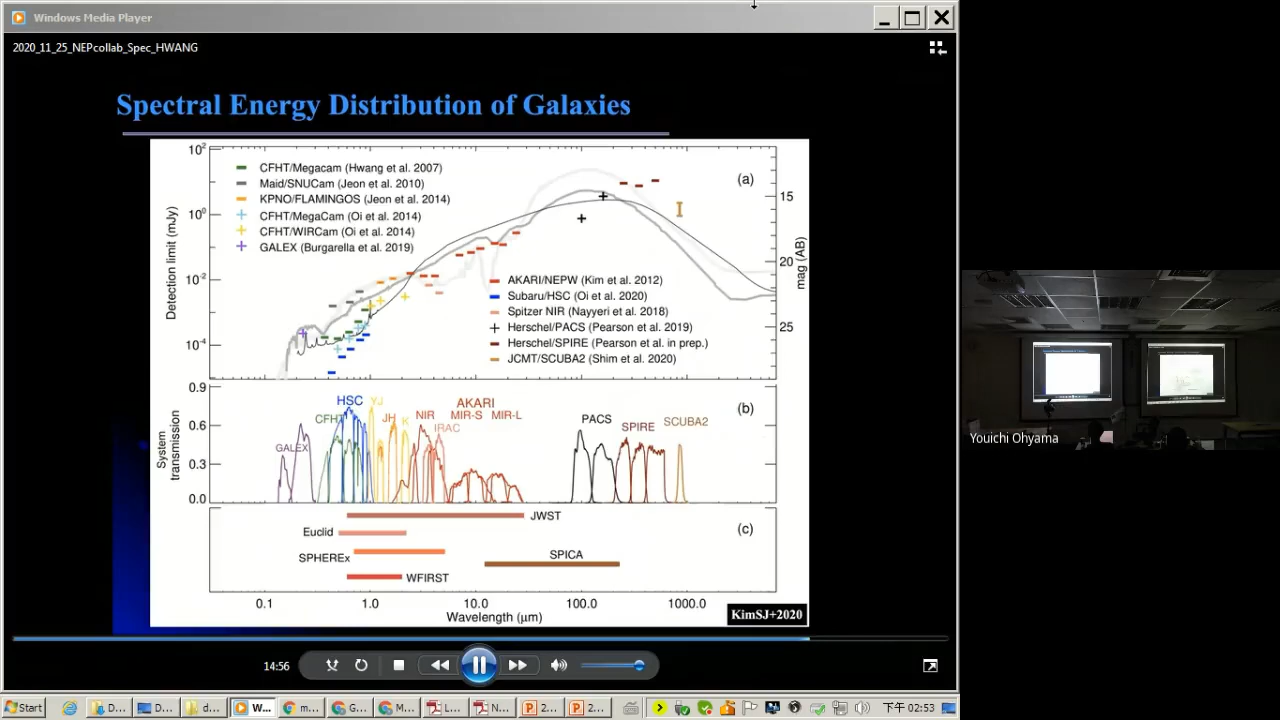 Windows Media Player
2020_11_25_NEPcollab_Spec_HWANG
Spectral Energy Distribution of Galaxies
10²
10⁰
10⁻²
10⁻⁴
Detection limit (mJy)
CFHT/Megacam (Hwang et al. 2007)
Maid/SNUCam (Jeon et al. 2010)
KPNO/FLAMINGOS (Jeon et al. 2014)
CFHT/MegaCam (Oi et al. 2014)
CFHT/WIRCam (Oi et al. 2014)
GALEX (Burgarella et al. 2019)
(a)
15
20
25
mag (AB)
AKARI/NEPW (Kim et al. 2012)
Subaru/HSC (Oi et al. 2020)
Spitzer NIR (Nayyeri et al. 2018)
Herschel/PACS (Pearson et al. 2019)
Herschel/SPIRE (Pearson et al. in prep.)
JCMT/SCUBA2 (Shim et al. 2020)
0.9
0.6
0.3
0.0
System
transmission
GALEX
CFHT
HSC
YJ
JH
K
NIR
IRAC
AKARI
MIR-S
MIR-L
PACS
SPIRE
SCUBA2
(b)
JWST
(c)
Euclid
SPHEREx
SPICA
WFIRST
0.1
1.0
10.0
100.0
1000.0
Wavelength (μm)
KimSJ+2020
14:56
Youichi Ohyama
Start
D...
D...
d...
W...
m...
G...
M...
L...
N...
2...
2...
下午 02:53